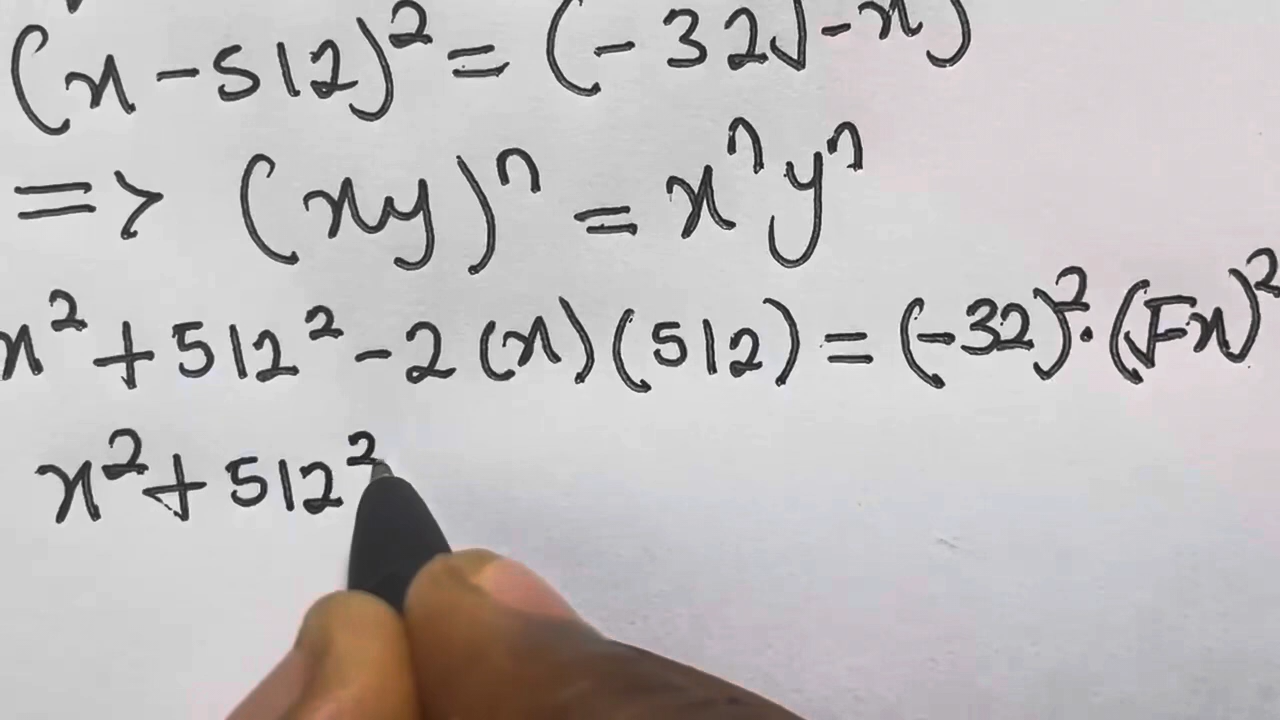 (x-512)² = (-32√-x)
=> (xy)ⁿ = xⁿyⁿ
x² + 512² - 2(x)(512) = (-32)²·(√-x)²
x² + 512²